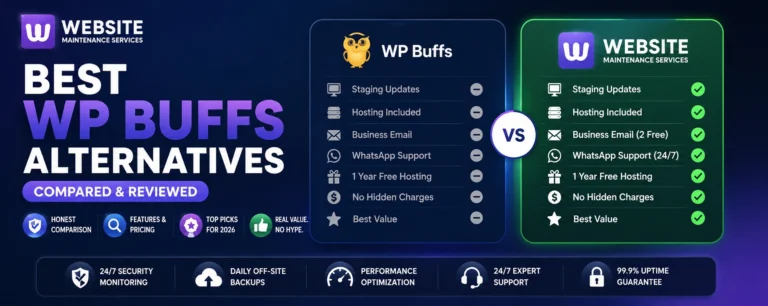 WEBSITE
MAINTENANCE SERVICES
BEST
WP BUFFS
ALTERNATIVES
COMPARED & REVIEWED
HONEST
COMPARISON
FEATURES &
PRICING
TOP PICKS
FOR 2026
REAL VALUE.
NO HYPE.
WP Buffs
Staging Updates
Hosting Included
Business Email
WhatsApp Support
1 Year Free Hosting
No Hidden Charges
Best Value
VS
WEBSITE
MAINTENANCE SERVICES
Staging Updates
Hosting Included
Business Email (2 Free)
WhatsApp Support (24/7)
1 Year Free Hosting
No Hidden Charges
Best Value
24/7 SECURITY
MONITORING
DAILY OFF-SITE
BACKUPS
PERFORMANCE
OPTIMIZATION
24/7 EXPERT
SUPPORT
99.9% UPTIME
GUARANTEE